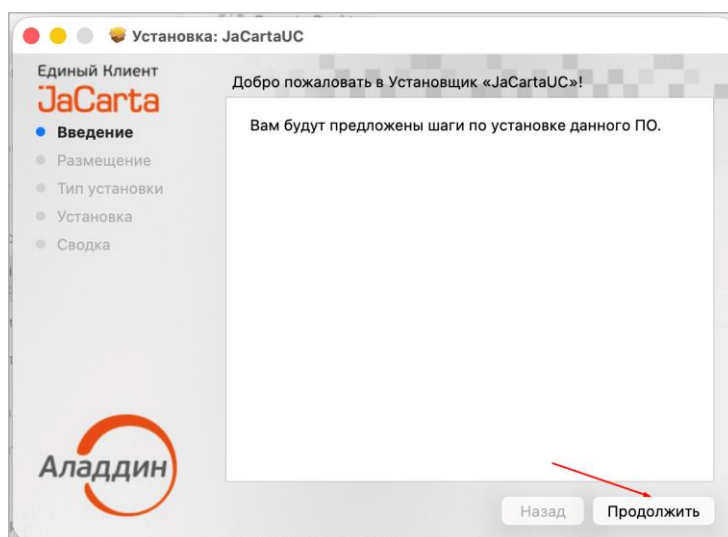 Установка: JaCartaUC
Единый Клиент
JaCarta
Добро пожаловать в Установщик «JaCartaUC»!
Введение
Размещение
Тип установки
Установка
Сводка
Вам будут предложены шаги по установке данного ПО.
Аладдин
Назад
Продолжить